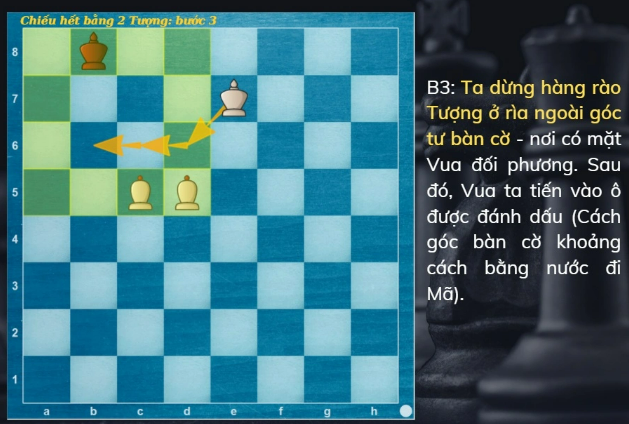 Chiếu hết bằng 2 Tượng: bước 3
8
7
6
5
4
3
2
1
a b c d e f g h
B3: Ta dừng hàng rào
Tượng ở rìa ngoài góc
tư bàn cờ - nơi có mặt
Vua đối phương. Sau
đó, Vua ta tiến vào ô
được đánh dấu (Cách
góc bàn cờ khoảng
cách bằng nước đi
Mã).